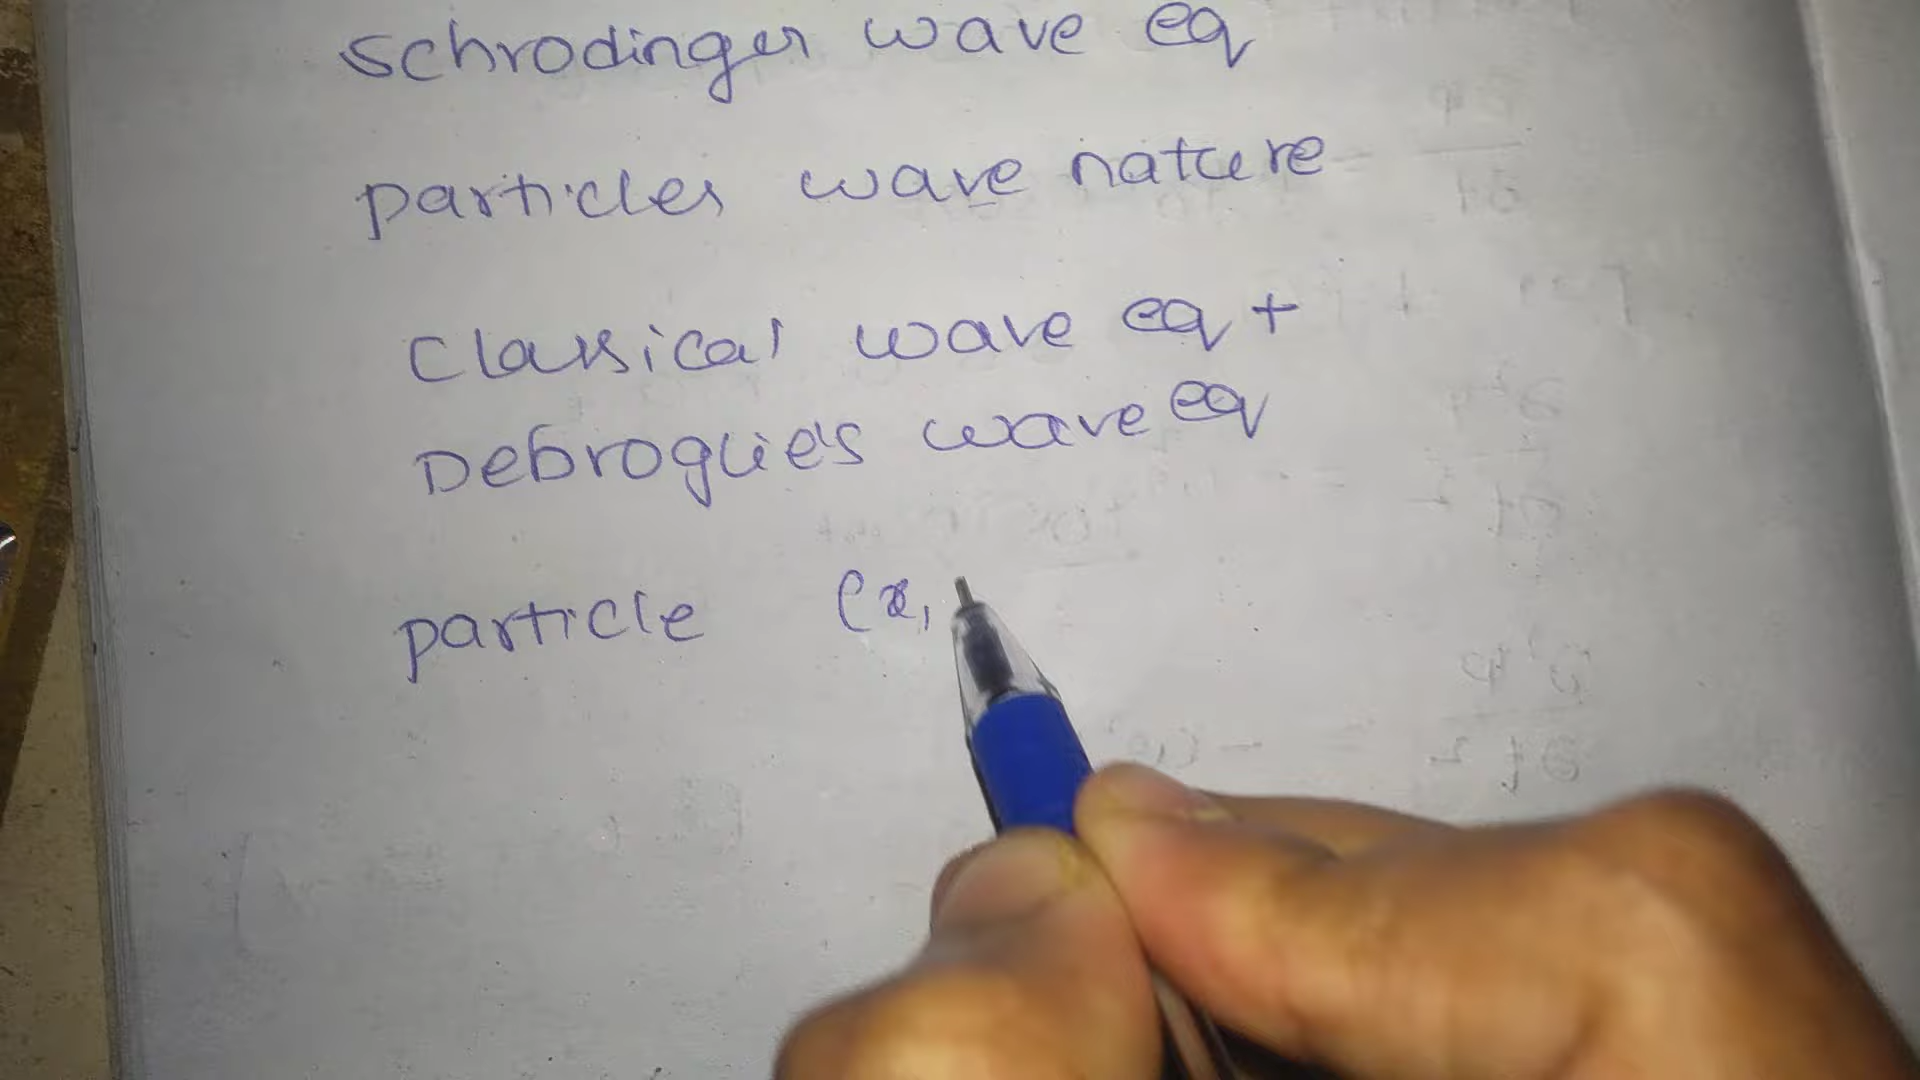 schrodinger wave eq
particles wave nature
Classical wave eq +
Debroglie's wave eq
particle (x,